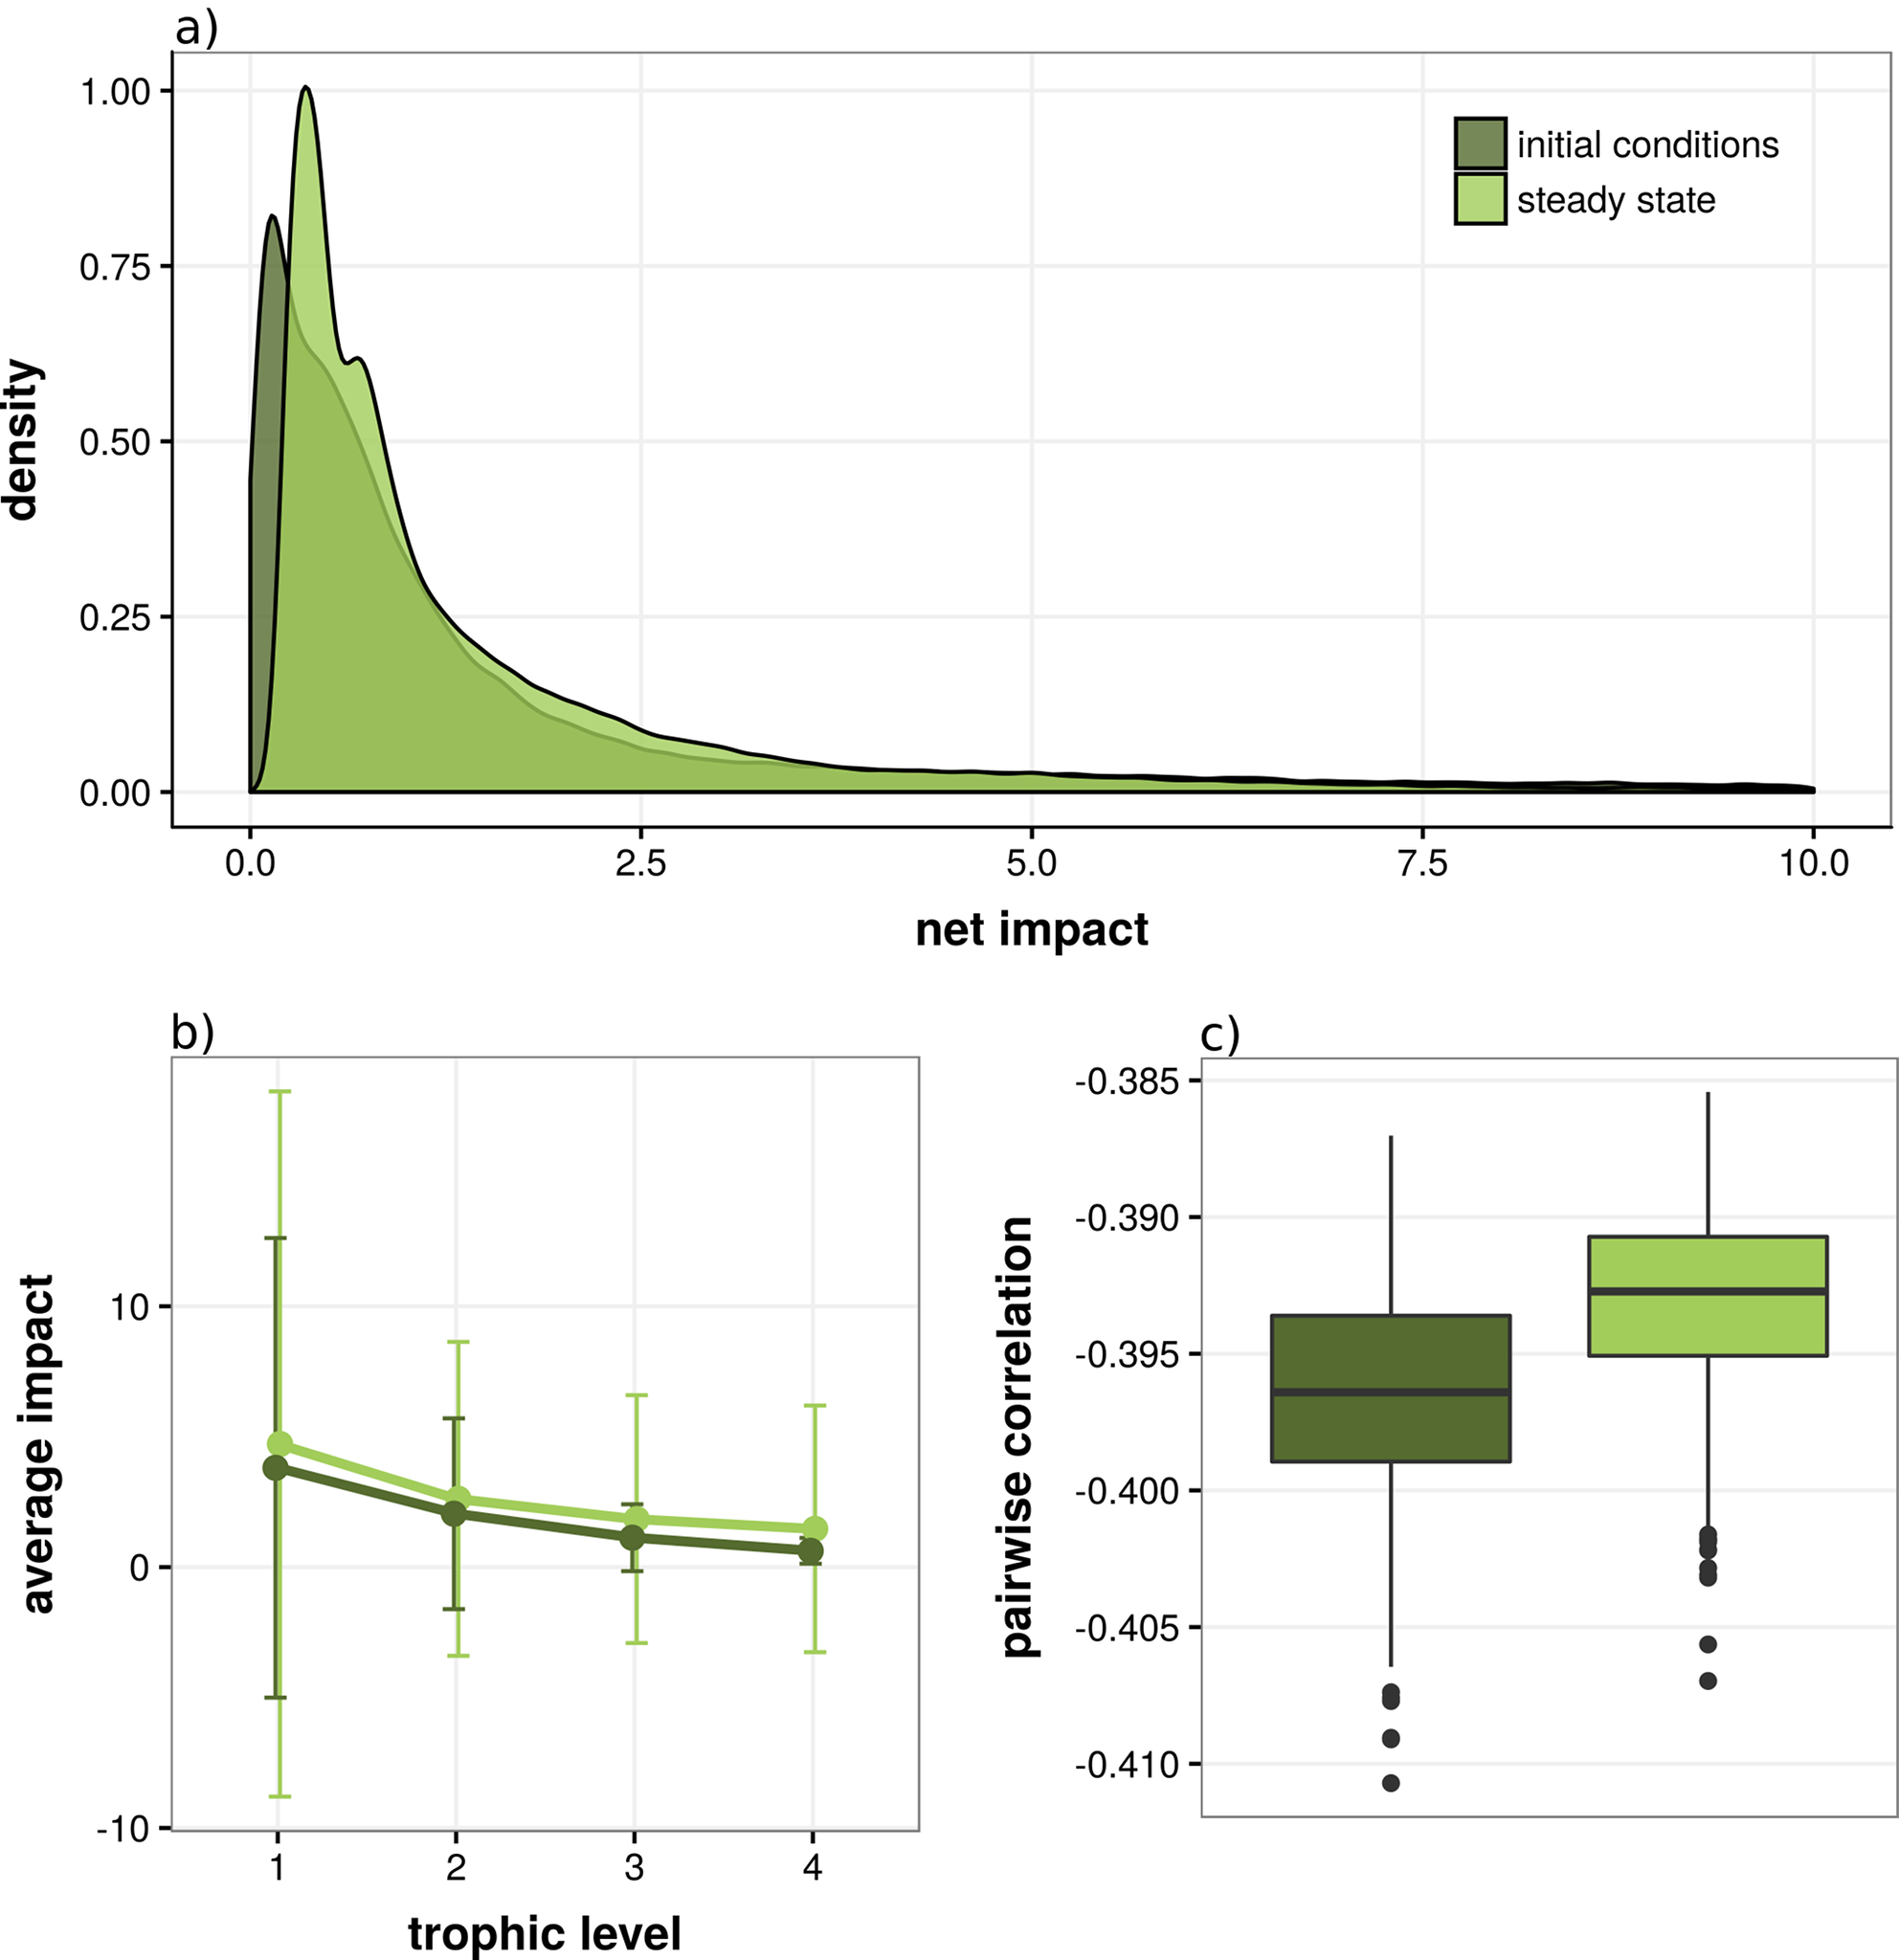 a)
1.00
0.75
0.50
0.25
0.00
density
initial conditions
steady state
0.0 2.5 5.0 7.5 10.0
net impact
b)
10
0
-10
average impact
1 2 3 4
trophic level
c)
-0.385
-0.390
-0.395
-0.400
-0.405
-0.410
pairwise correlation